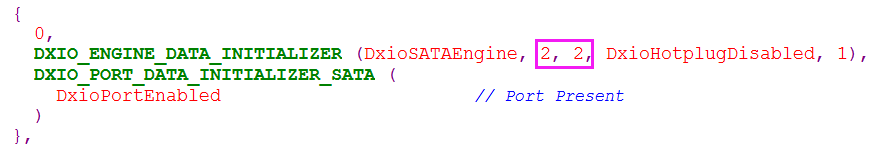 {
0,
DXIO_ENGINE_DATA_INITIALIZER (DxioSATAEngine, 2, 2, DxioHotplugDisabled, 1),
DXIO_PORT_DATA_INITIALIZER_SATA (
DxioPortEnabled // Port Present
)
},